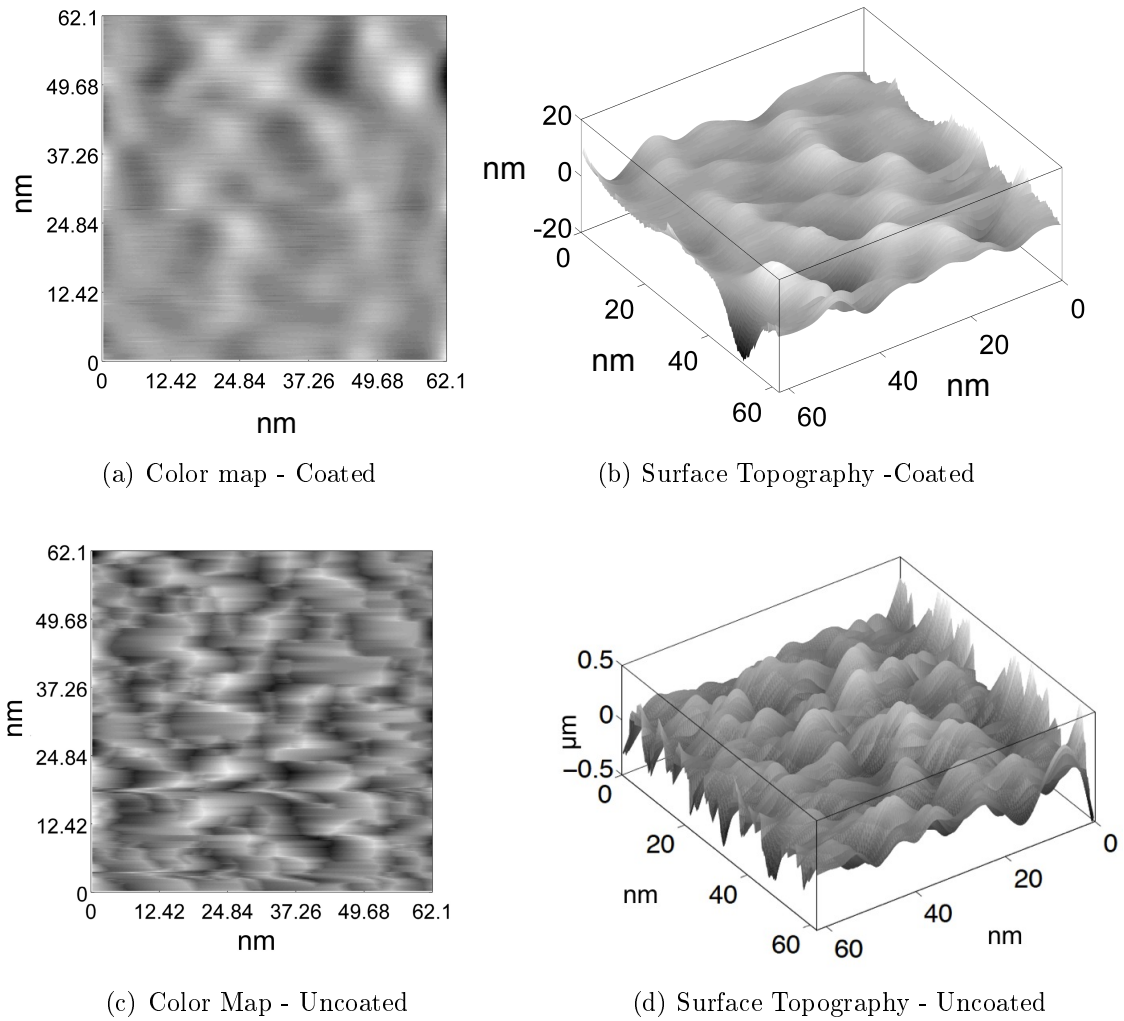 62.1
49.68
37.26
24.84
12.42
0
nm
0 12.42 24.84 37.26 49.68 62.1
nm
20
0
-20
nm
0
20
40
60
nm
0
20
40
60
nm
(a) Color map - Coated
(b) Surface Topography -Coated
62.1
49.68
37.26
24.84
12.42
0
nm
0 12.42 24.84 37.26 49.68 62.1
nm
0.5
0
−0.5
µm
0
20
40
60
nm
0
20
40
60
nm
(c) Color Map - Uncoated
(d) Surface Topography - Uncoated